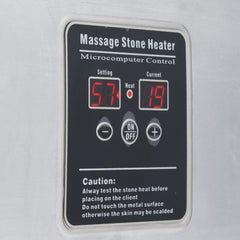 Massage Stone Heater
Microcomputer Control
Setting Heat Current
57 19
− ON OFF +
Caution:
Alway test the stone heat before
placing on the client
Do not touch the metal surface
otherwise the skin may be scalded